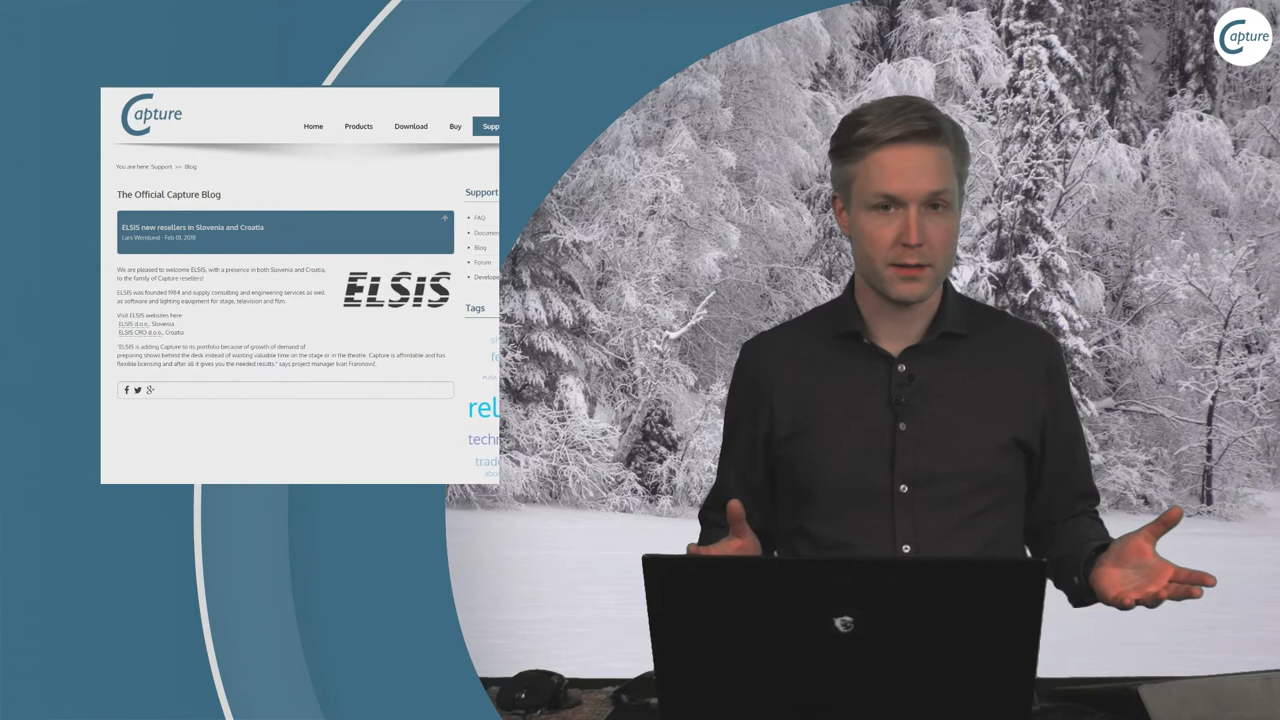 Capture
Capture
Home Products Download Buy Supp
You are here: Support >> Blog
The Official Capture Blog
Support
ELSIS new resellers in Slovenia and Croatia
Lars Wernlund - Feb 01, 2018
FAQ
Documen
Blog
Forum
Develope
We are pleased to welcome ELSIS, with a presence in both Slovenia and Croatia,
to the family of Capture resellers!
ELSIS
ELSIS was founded 1984 and supply consulting and engineering services as well
as software and lighting equipment for stage, television and film.
Visit ELSIS websites here
ELSIS d.o.o., Slovenia
ELSIS CRO d.o.o., Croatia
Tags
"ELSIS is adding Capture to its portfolio because of growth of demand of
preparing shows behind the desk instead of wasting valuable time on the stage or in the theatre. Capture is affordable and has
flexible licensing and after all it gives you the needed results." says project manager Ivan Franinović.
rel
techn
trade